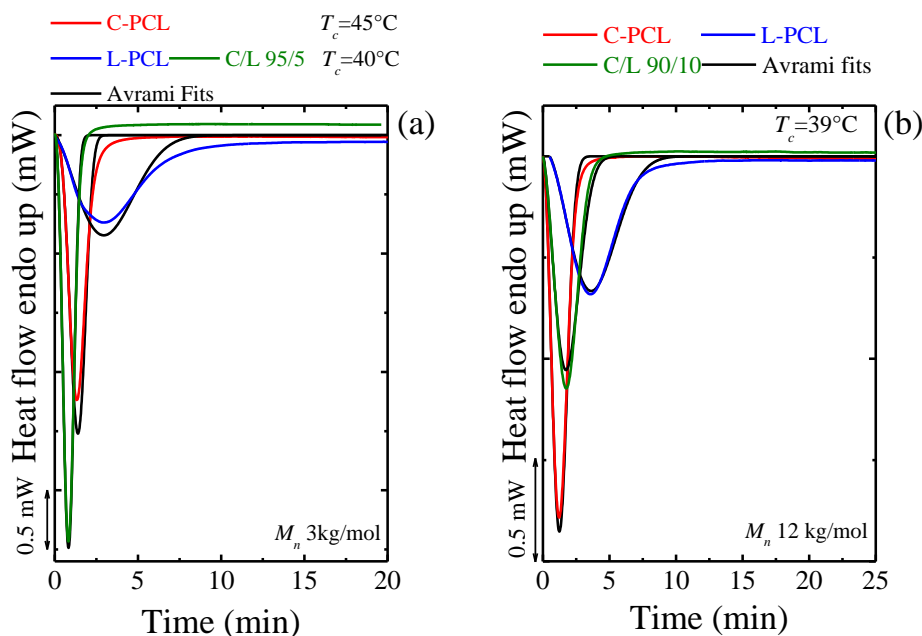 C-PCL T_c=45°C
L-PCL C/L 95/5 T_c=40°C
Avrami Fits
(a)
Heat flow endo up (mW)
0.5 mW
M_n 3kg/mol
0 5 10 15 20
Time (min)
C-PCL L-PCL
C/L 90/10 Avrami fits
T_c=39°C
(b)
Heat flow endo up (mW)
0.5 mW
M_n 12 kg/mol
0 5 10 15 20 25
Time (min)